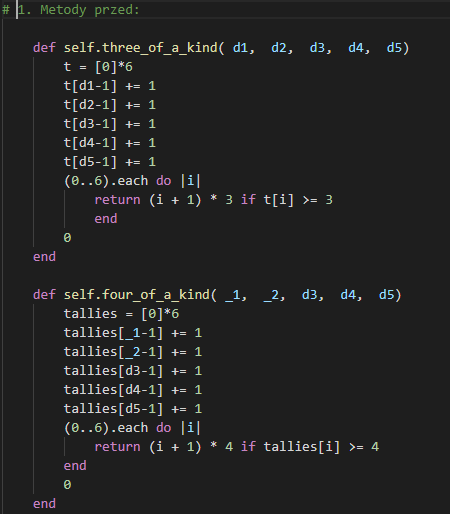 # 1. Metody przed:
def self.three_of_a_kind( d1,  d2,  d3,  d4,  d5)
    t = [0]*6
    t[d1-1] += 1
    t[d2-1] += 1
    t[d3-1] += 1
    t[d4-1] += 1
    t[d5-1] += 1
    (0..6).each do |i|
        return (i + 1) * 3 if t[i] >= 3
        end
    0
end
def self.four_of_a_kind( _1,  _2,  d3,  d4,  d5)
    tallies = [0]*6
    tallies[_1-1] += 1
    tallies[_2-1] += 1
    tallies[d3-1] += 1
    tallies[d4-1] += 1
    tallies[d5-1] += 1
    (0..6).each do |i|
        return (i + 1) * 4 if tallies[i] >= 4
    end
    0
end